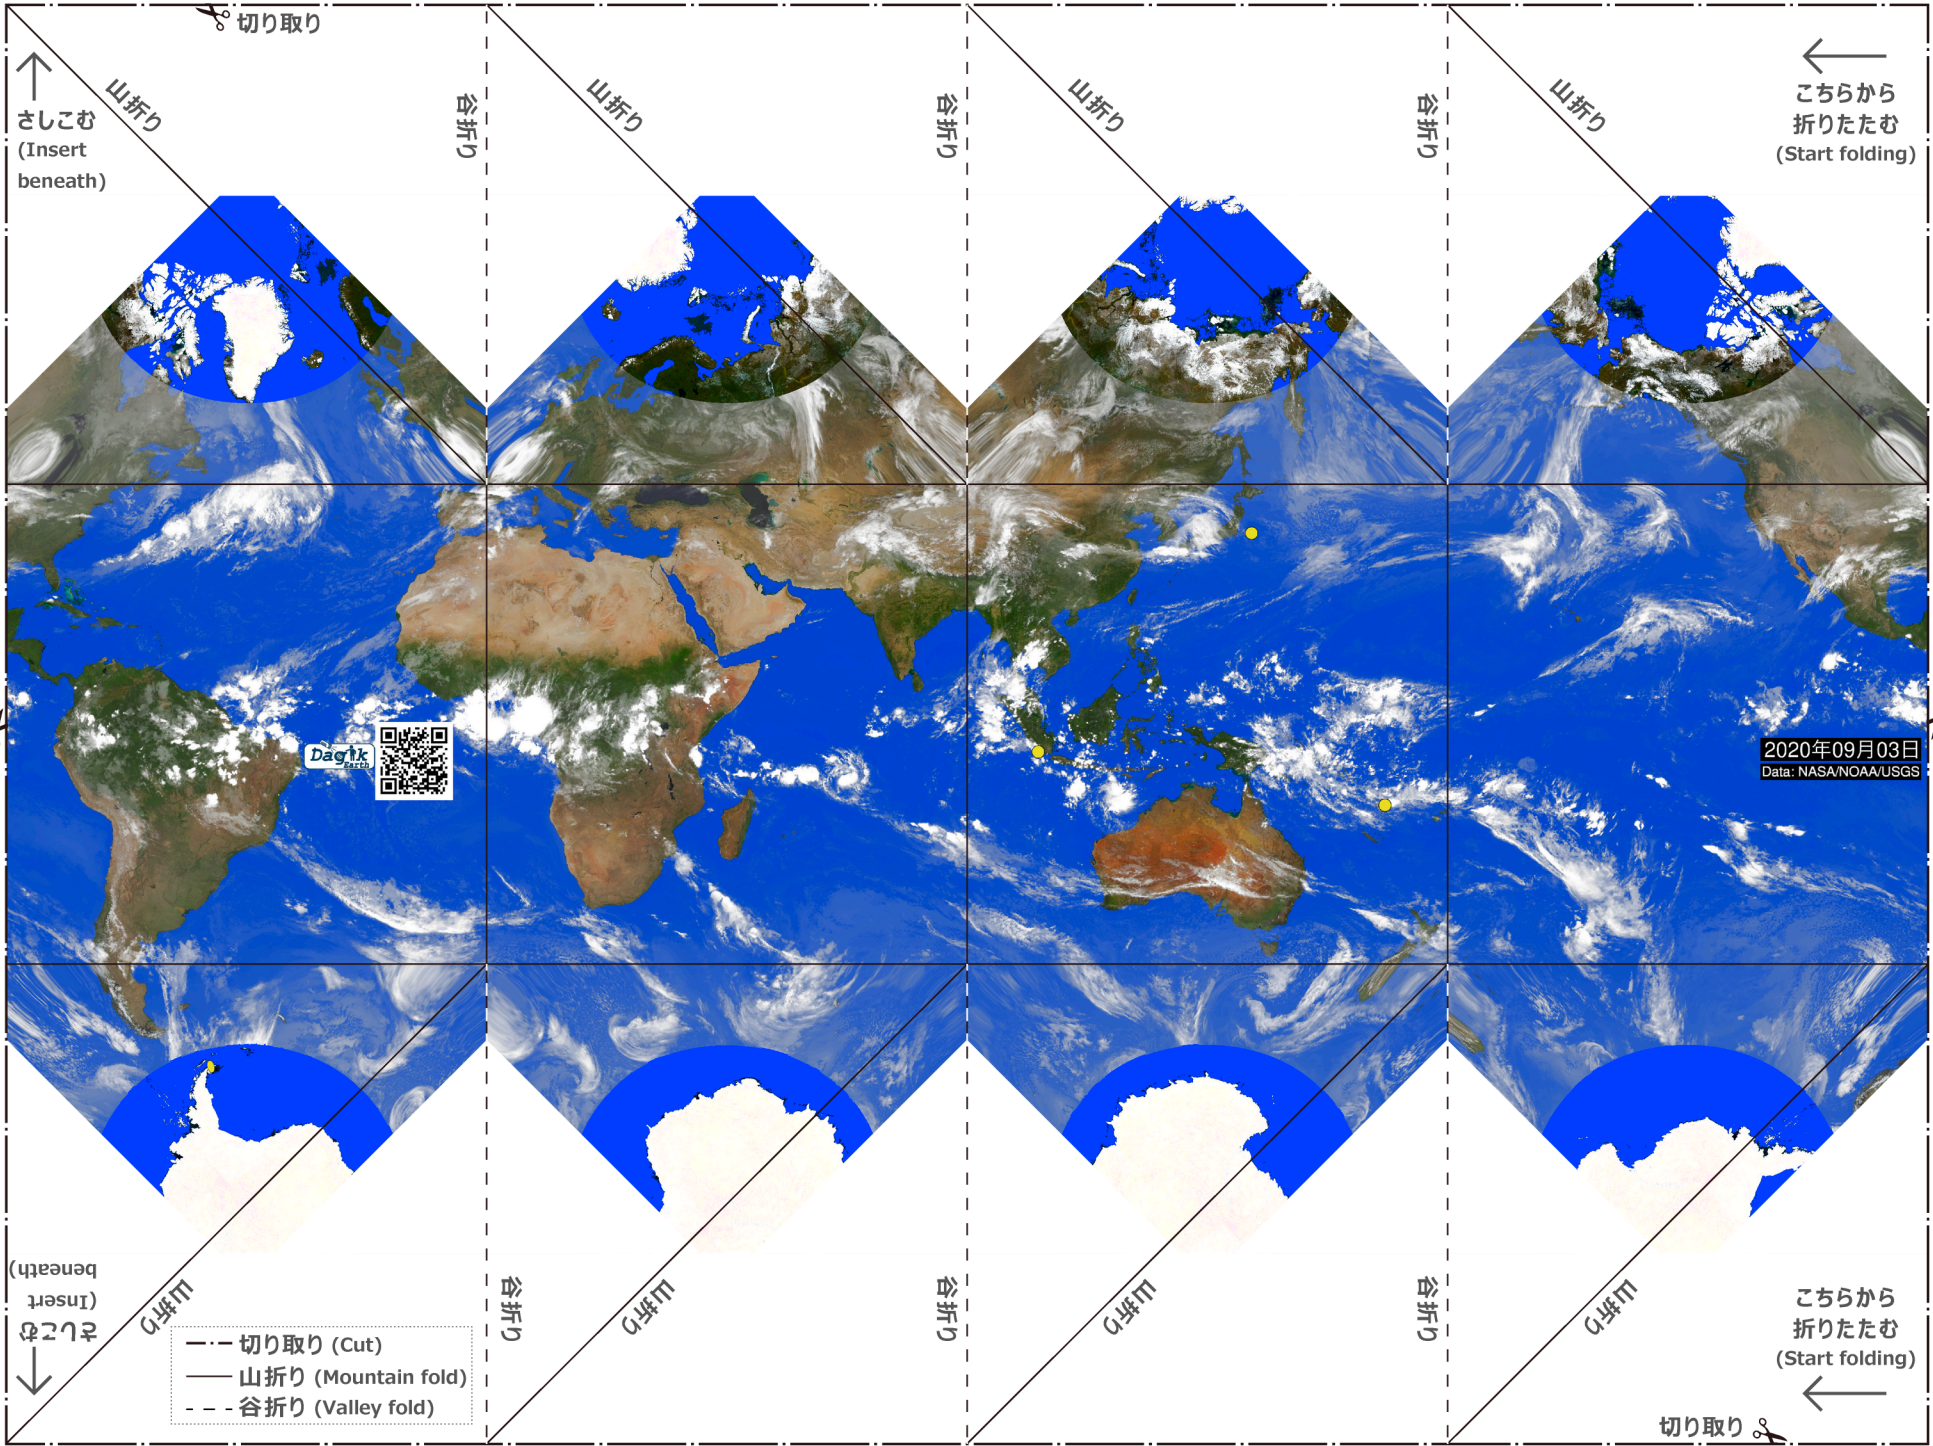 切り取り
さしこむ
(Insert
beneath)
山折り
谷折り
山折り
谷折り
山折り
谷折り
山折り
こちらから
折りたたむ
(Start folding)
Dagik
Earth
2020年09月03日
Data: NASA/NOAA/USGS
さしこむ
(Insert
beneath)
山折り
谷折り
山折り
谷折り
山折り
谷折り
山折り
こちらから
折りたたむ
(Start folding)
切り取り (Cut)
山折り (Mountain fold)
谷折り (Valley fold)
切り取り